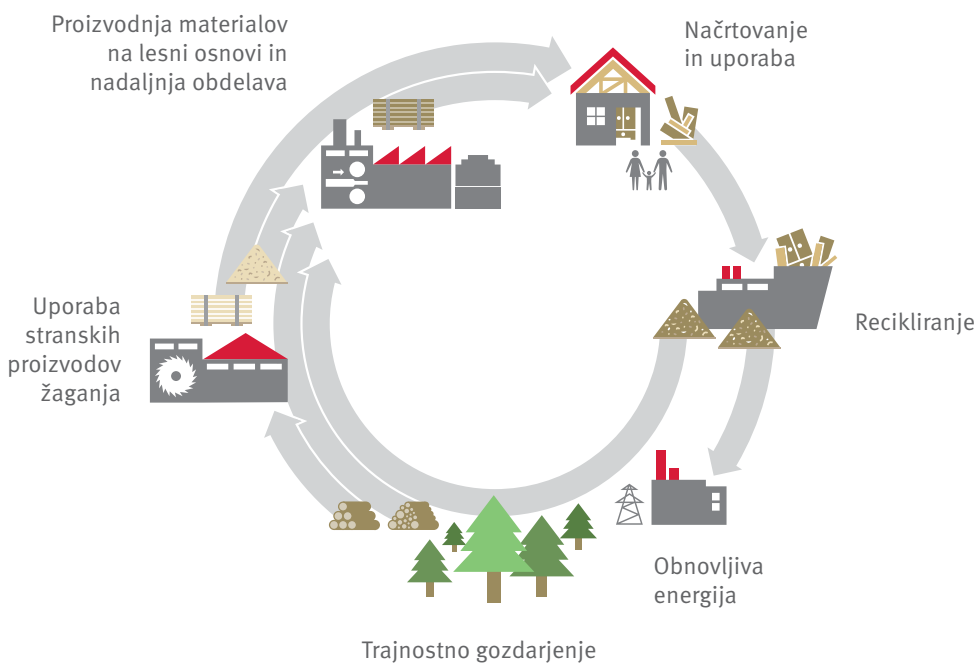 Proizvodnja materialov
na lesni osnovi in
nadaljnja obdelava
Načrtovanje
in uporaba
Uporaba
stranskih
proizvodov
žaganja
Recikliranje
Obnovljiva
energija
Trajnostno gozdarjenje